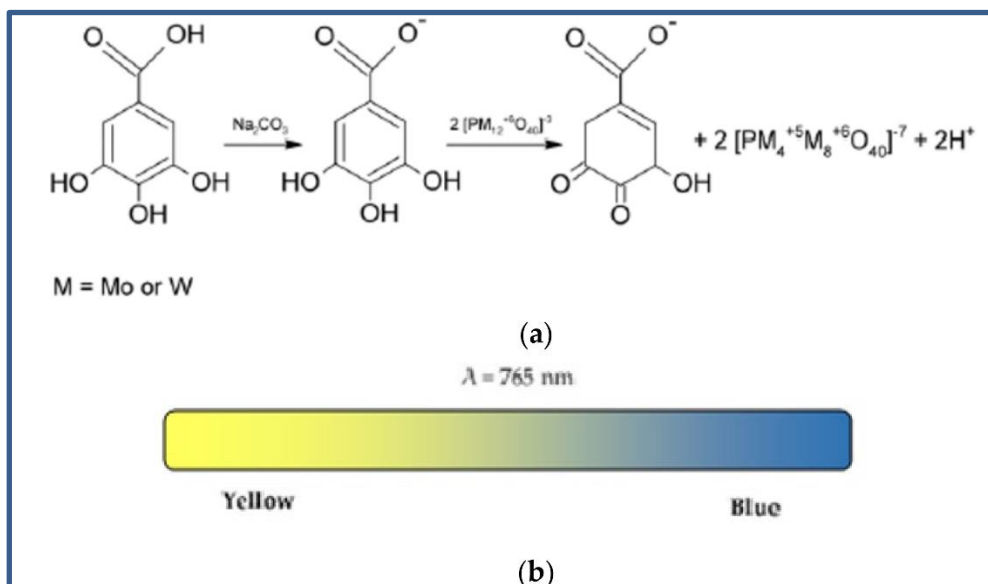 O OH
HO OH
OH
Na₂CO₃
O O⁻
HO OH
OH
2 [PM₁₂⁺⁶O₄₀]⁻³
O O⁻
O OH
O
+ 2 [PM₄⁺⁵M₈⁺⁶O₄₀]⁻⁷ + 2H⁺
M = Mo or W
(a)
λ = 765 nm
Yellow
Blue
(b)